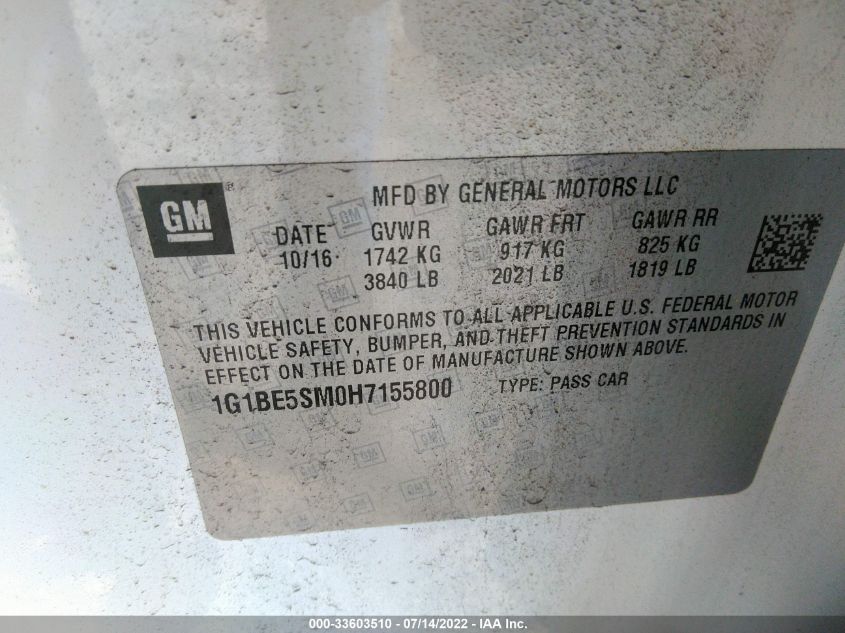 GM
MFD BY GENERAL MOTORS LLC
DATE GVWR GAWR FRT GAWR RR
10/16 1742 KG 917 KG 825 KG
3840 LB 2021 LB 1819 LB
THIS VEHICLE CONFORMS TO ALL APPLICABLE U.S. FEDERAL MOTOR
VEHICLE SAFETY, BUMPER, AND THEFT PREVENTION STANDARDS IN
EFFECT ON THE DATE OF MANUFACTURE SHOWN ABOVE.
1G1BE5SM0H7155800 TYPE: PASS CAR
000-33603510 - 07/14/2022 - IAA Inc.